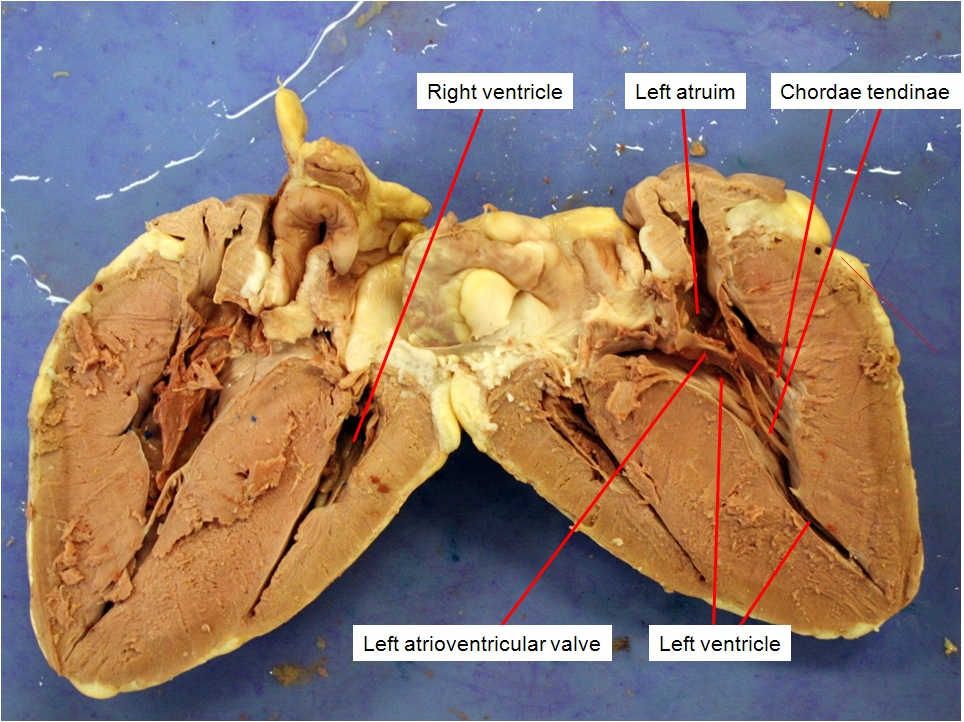 Right ventricle
Left atruim
Chordae tendinae
Left atrioventricular valve
Left ventricle